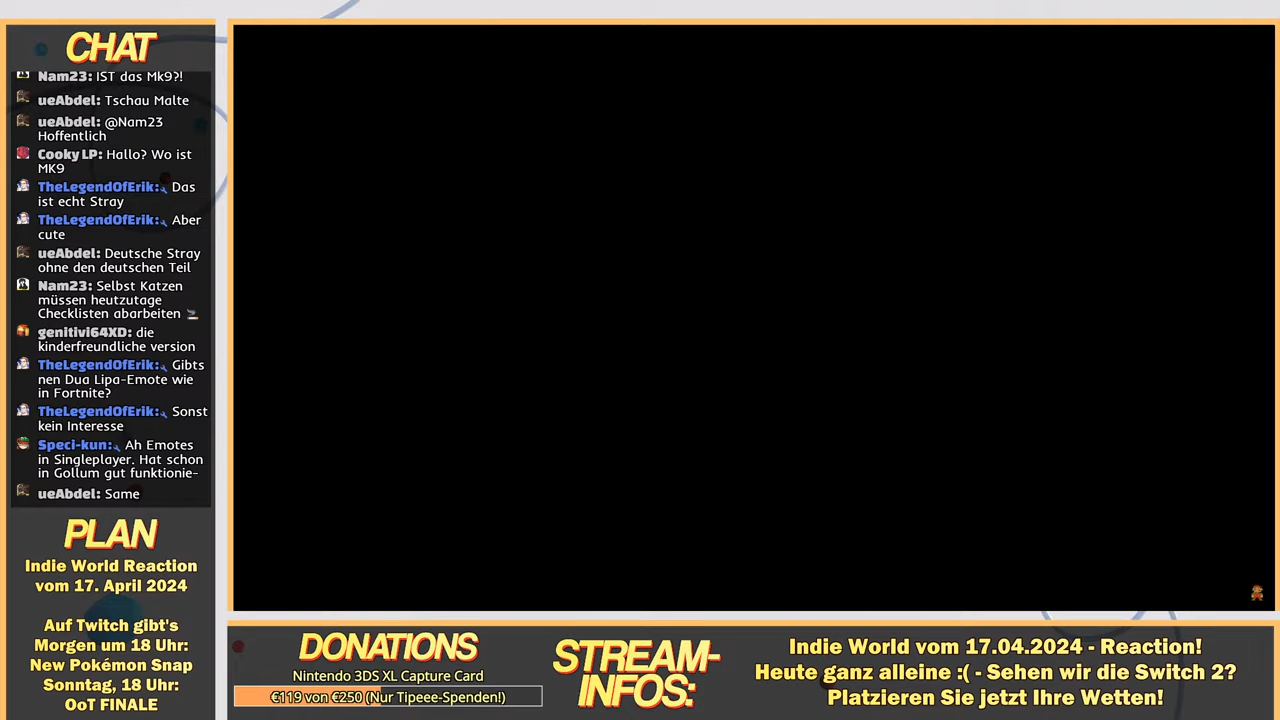 CHAT
Nam23: IST das Mk9?!
ueAbdel: Tschau Malte
ueAbdel: @Nam23
Hoffentlich
Cooky LP: Hallo? Wo ist
MK9
TheLegendOfErik: Das
ist echt Stray
TheLegendOfErik: Aber
cute
ueAbdel: Deutsche Stray
ohne den deutschen Teil
Nam23: Selbst Katzen
müssen heutzutage
Checklisten abarbeiten
genitivi64XD: die
kinderfreundliche version
TheLegendOfErik: Gibts
nen Dua Lipa-Emote wie
in Fortnite?
TheLegendOfErik: Sonst
kein Interesse
Speci-kun: Ah Emotes
in Singleplayer. Hat schon
in Gollum gut funktionie-
ueAbdel: Same
PLAN
Indie World Reaction
vom 17. April 2024
Auf Twitch gibt's
Morgen um 18 Uhr:
New Pokémon Snap
Sonntag, 18 Uhr:
OoT FINALE
DONATIONS
Nintendo 3DS XL Capture Card
€119 von €250 (Nur Tipeee-Spenden!)
STREAM-
INFOS:
Indie World vom 17.04.2024 - Reaction!
Heute ganz alleine :( - Sehen wir die Switch 2?
Platzieren Sie jetzt Ihre Wetten!